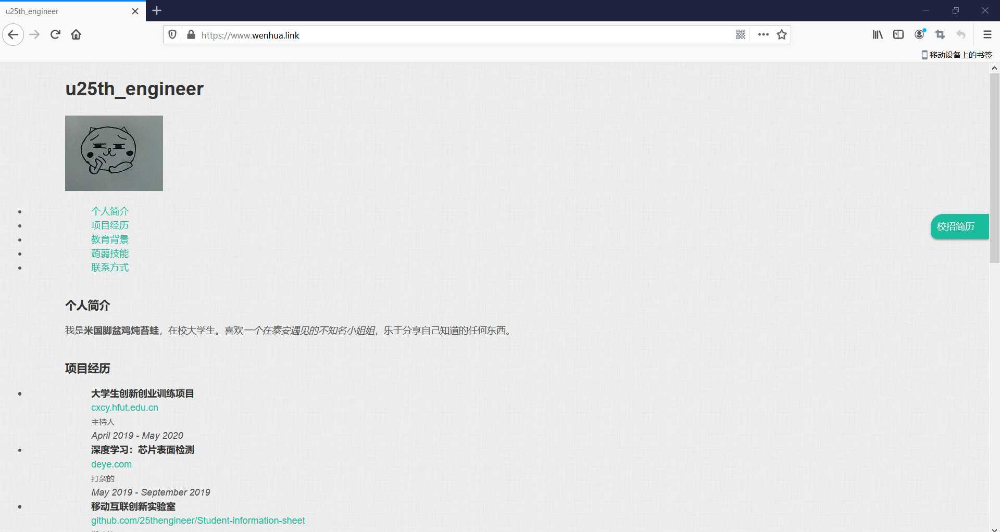 u25th_engineer
https://www.wenhua.link
移动设备上的书签
u25th_engineer
个人简介
项目经历
教育背景
蒟蒻技能
联系方式
校招简历
个人简介
我是米国脚盆鸡炖苔蛙，在校大学生。喜欢一个在泰安遇见的不知名小姐姐，乐于分享自己知道的任何东西。
项目经历
大学生创新创业训练项目
cxcy.hfut.edu.cn
主持人
April 2019 - May 2020
深度学习：芯片表面检测
deye.com
打杂的
May 2019 - September 2019
移动互联创新实验室
github.com/25thengineer/Student-information-sheet